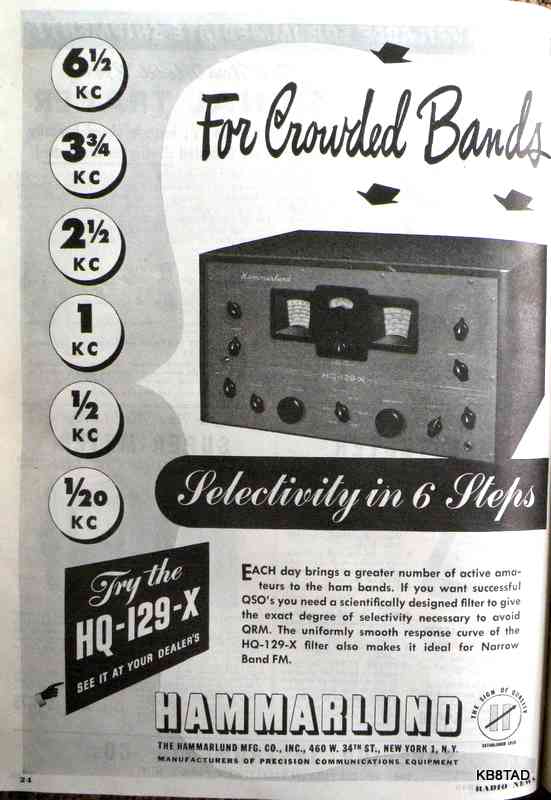 6½
KC
3¾
KC
2½
KC
1
KC
½
KC
1/20
KC
For Crowded Bands
Hammarlund
HQ-129-X
Selectivity in 6 Steps
Try the
HQ-129-X
SEE IT AT YOUR DEALER'S
EACH day brings a greater number of active ama-
teurs to the ham bands. If you want successful
QSO's you need a scientifically designed filter to give
the exact degree of selectivity necessary to avoid
QRM. The uniformly smooth response curve of the
HQ-129-X filter also makes it ideal for Narrow
Band FM.
HAMMARLUND
THE HAMMARLUND MFG. CO., INC., 460 W. 34TH ST., NEW YORK 1, N.Y.
MANUFACTURERS OF PRECISION COMMUNICATIONS EQUIPMENT
THE SIGN OF QUALITY
H
ESTABLISHED 1910
24
KB8TAD
RADIO NEW